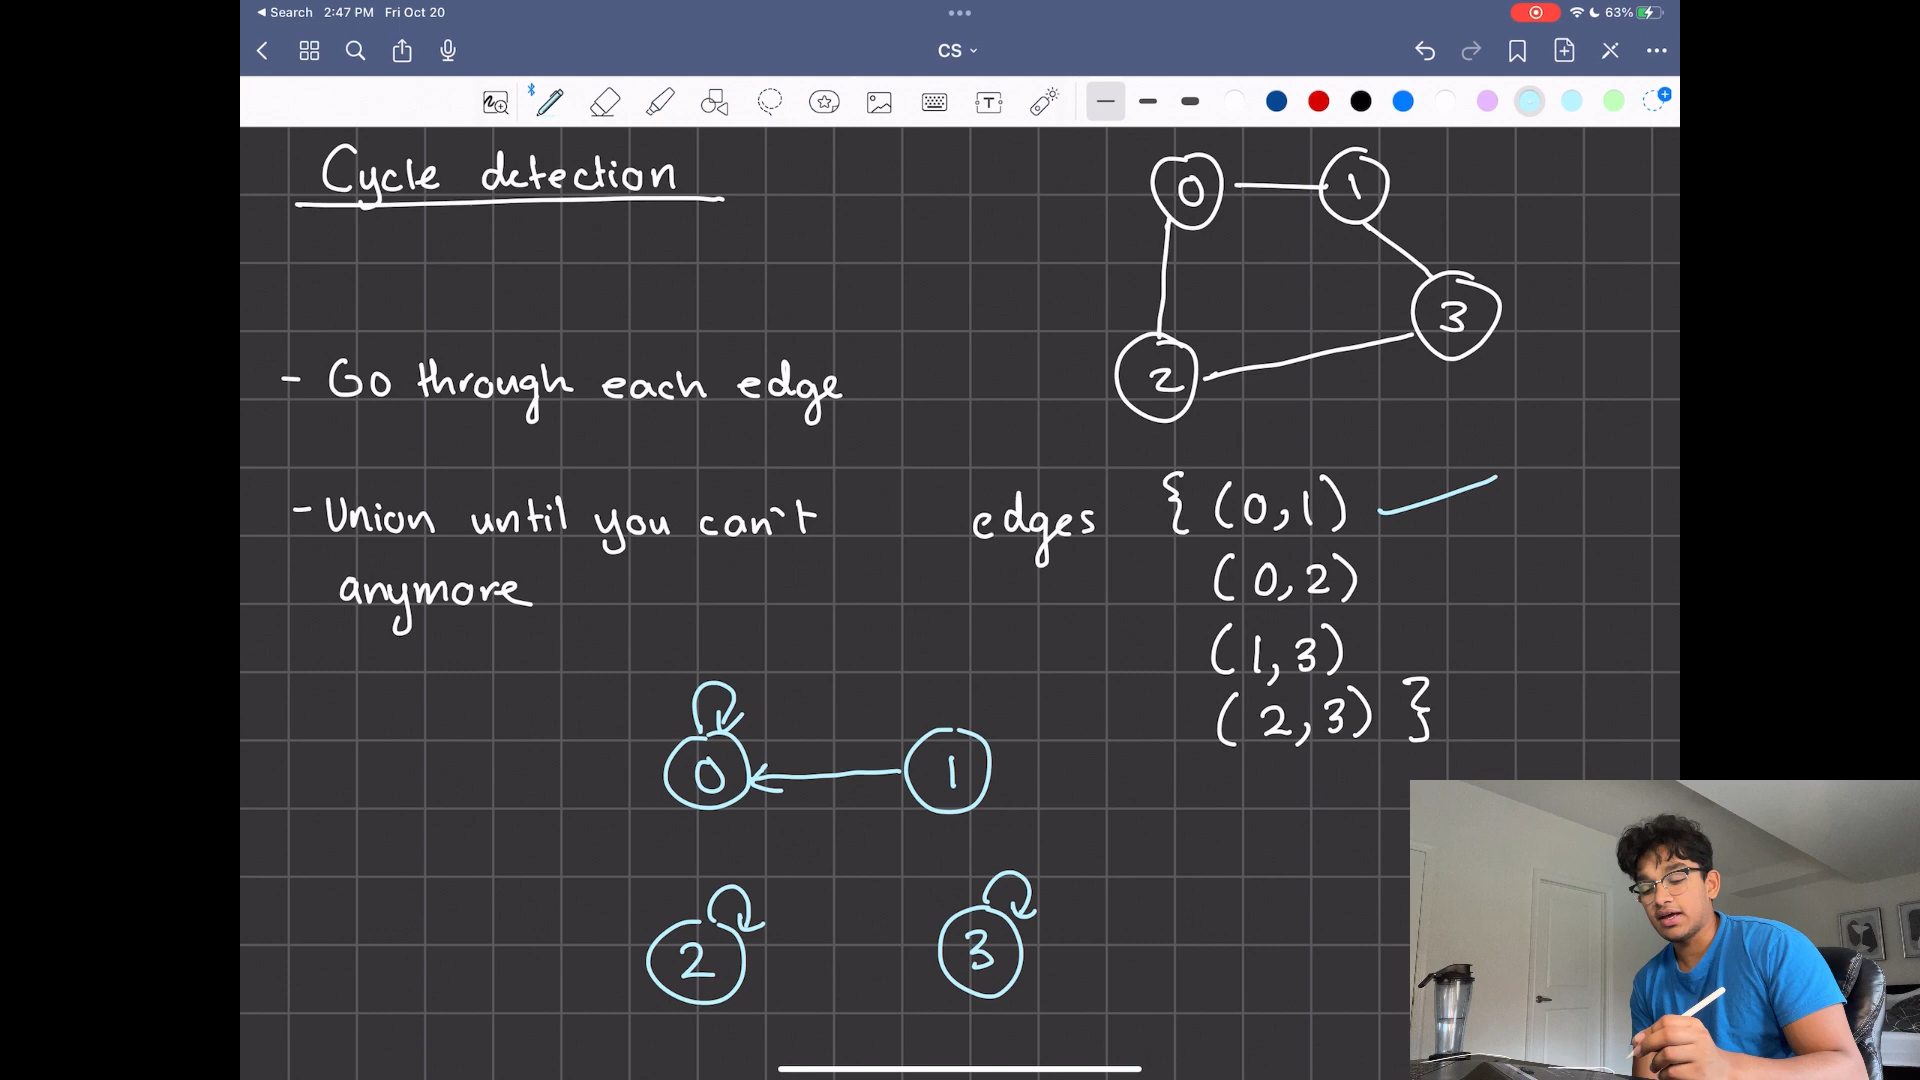 Search 2:47 PM Fri Oct 20
63%
CS
T
Cycle detection
0
1
3
2
- Go through each edge
- Union until you can't
anymore
edges { (0,1)
(0,2)
(1,3)
(2,3) }
0
1
2
3